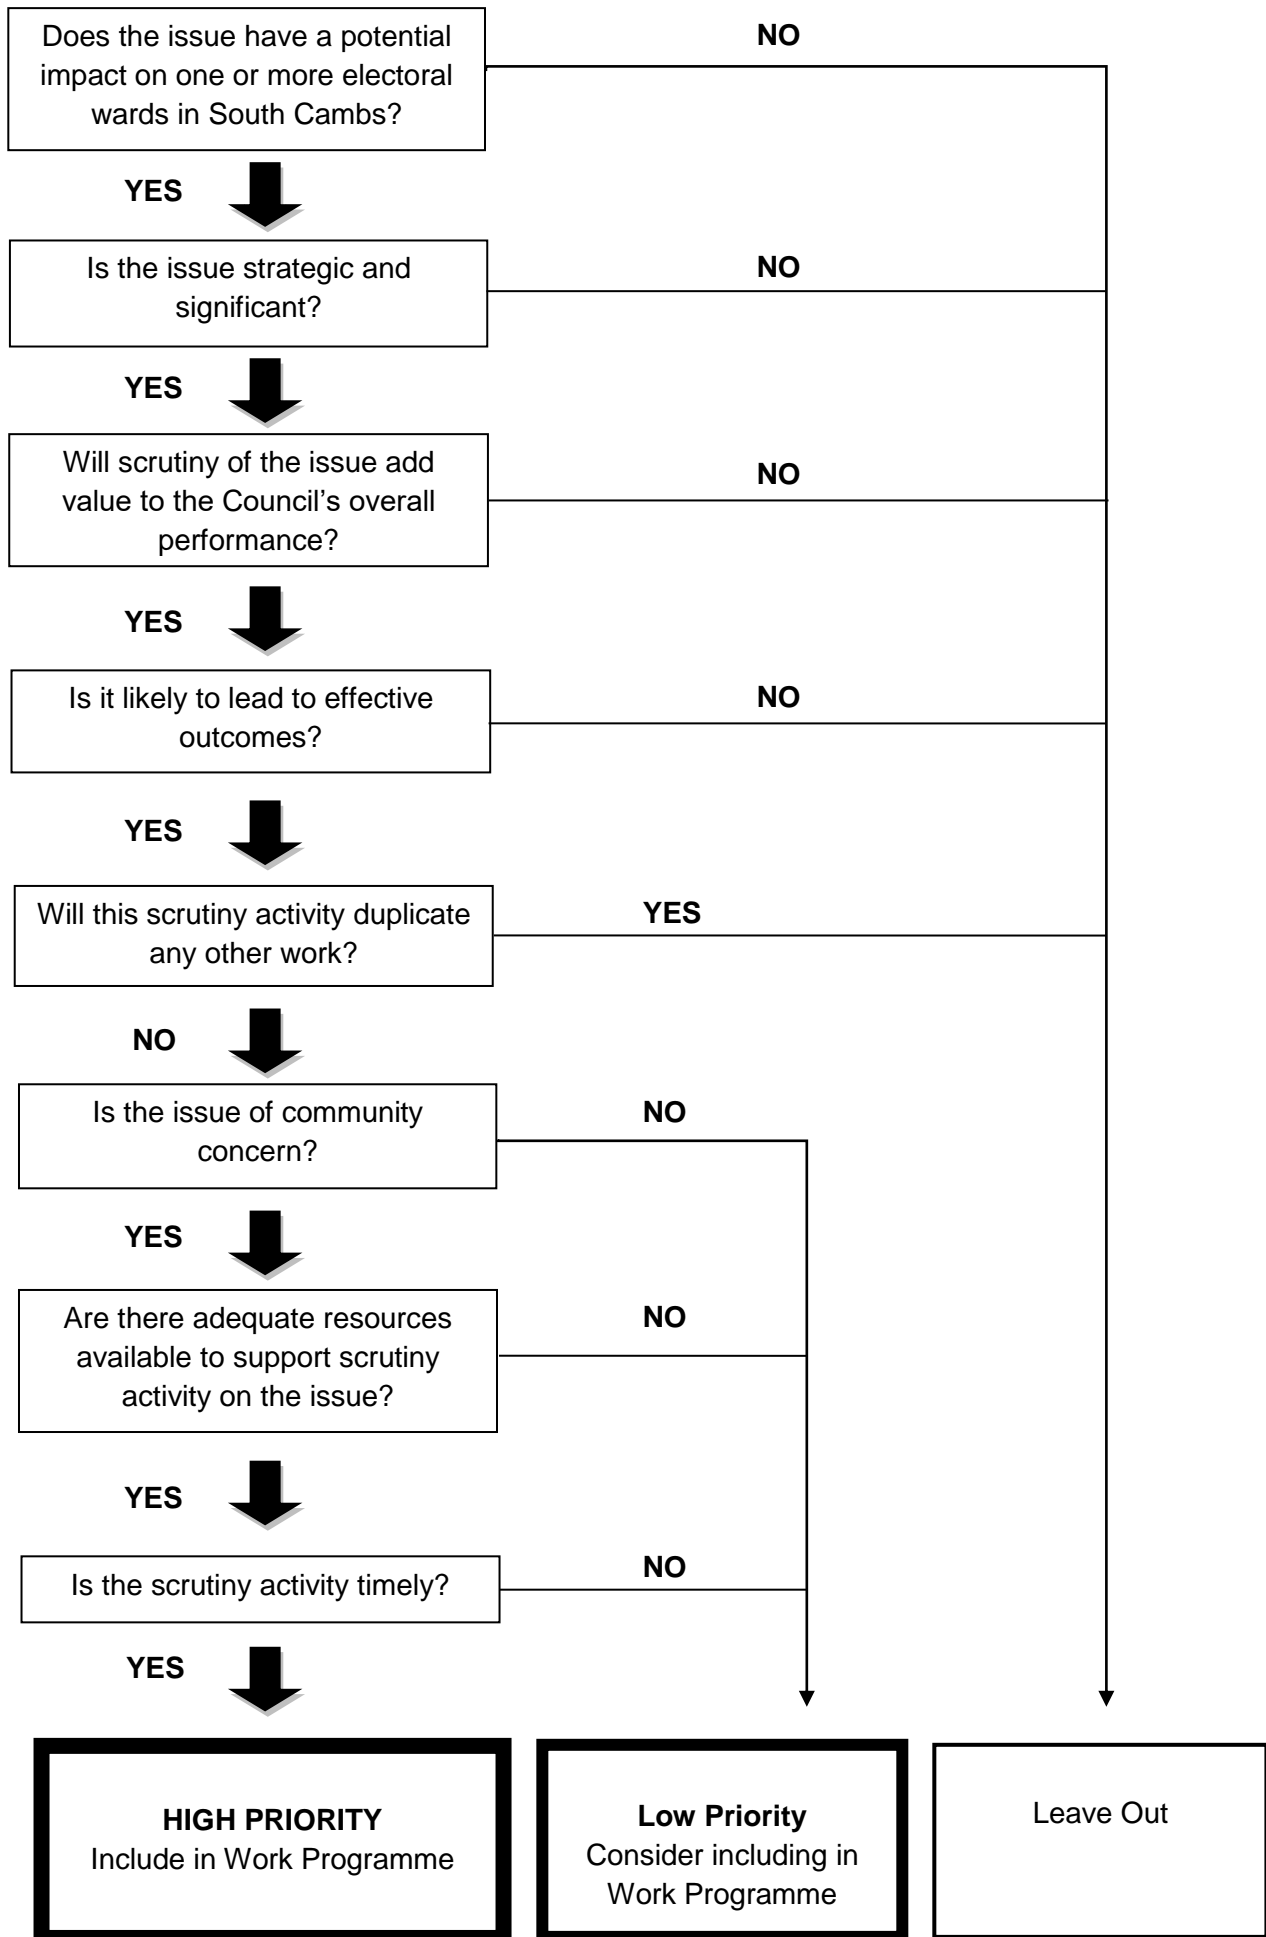 Does the issue have a potential
impact on one or more electoral
wards in South Cambs?
NO
YES
Is the issue strategic and
significant?
NO
YES
Will scrutiny of the issue add
value to the Council’s overall
performance?
NO
YES
Is it likely to lead to effective
outcomes?
NO
YES
Will this scrutiny activity duplicate
any other work?
YES
NO
Is the issue of community
concern?
NO
YES
Are there adequate resources
available to support scrutiny
activity on the issue?
NO
YES
Is the scrutiny activity timely?
NO
YES
HIGH PRIORITY
Include in Work Programme
Low Priority
Consider including in
Work Programme
Leave Out